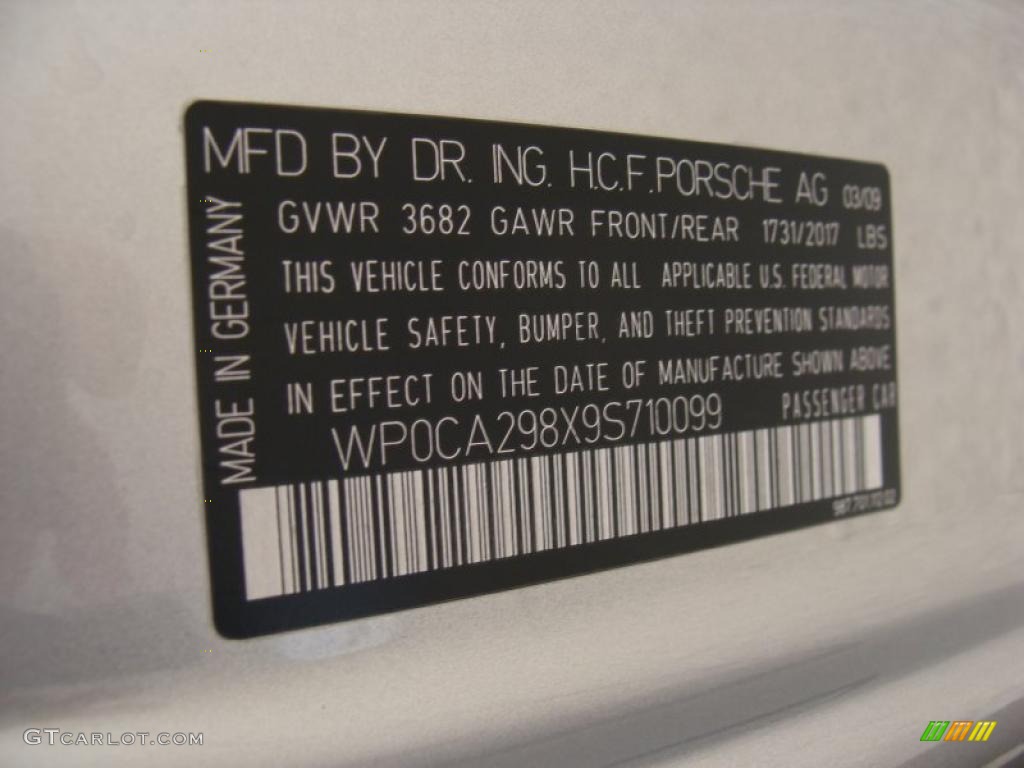 MFD BY DR. ING. H.C.F. PORSCHE AG 03/09
GVWR 3682 GAWR FRONT/REAR 1731/2017 LBS
THIS VEHICLE CONFORMS TO ALL APPLICABLE U.S. FEDERAL MOTOR
VEHICLE SAFETY, BUMPER, AND THEFT PREVENTION STANDARDS
IN EFFECT ON THE DATE OF MANUFACTURE SHOWN ABOVE
WP0CA298X9S710099 PASSENGER CAR
MADE IN GERMANY
GTCARLOT.COM